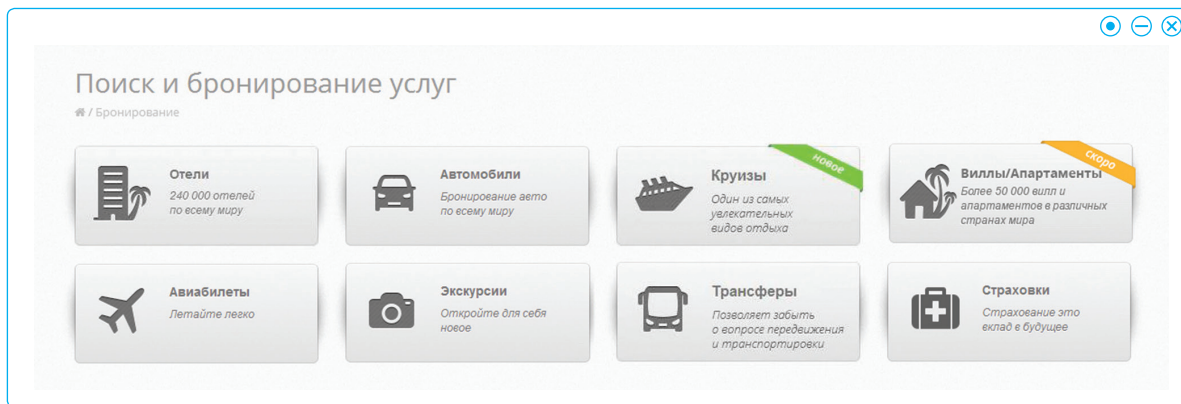 Поиск и бронирование услуг
/ Бронирование
Отели
240 000 отелей
по всему миру
Автомобили
Бронирование авто
по всему миру
новое
Круизы
Один из самых
увлекательных
видов отдыха
скоро
Виллы/Апартаменты
Более 50 000 вилл и
апартаментов в различных
странах мира
Авиабилеты
Летайте легко
Экскурсии
Откройте для себя
новое
Трансферы
Позволяет забыть
о вопросе передвижения
и транспортировки
Страховки
Страхование это
вклад в будущее